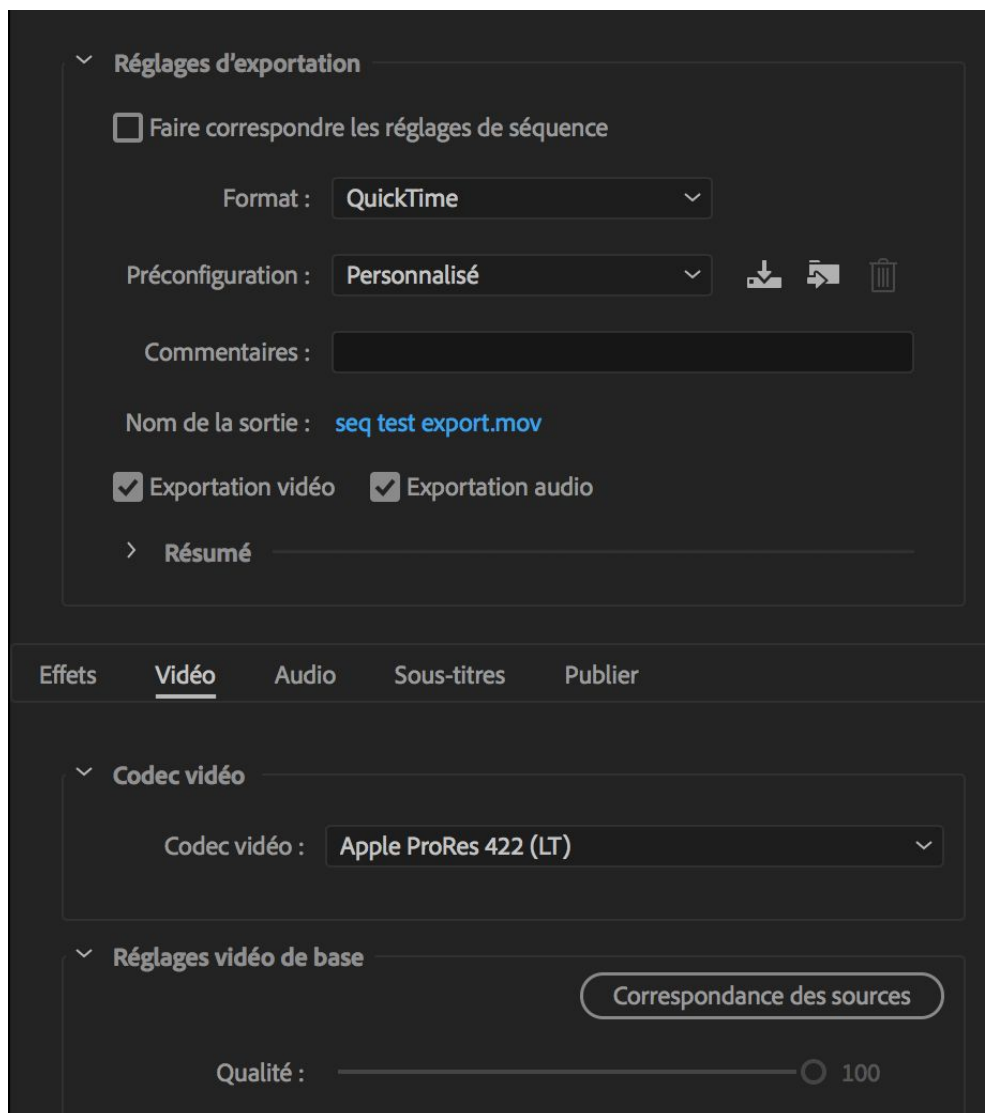 Réglages d’exportation
Faire correspondre les réglages de séquence
Format : QuickTime
Préconfiguration : Personnalisé
Commentaires :
Nom de la sortie : seq test export.mov
Exportation vidéo Exportation audio
Résumé
Effets Vidéo Audio Sous-titres Publier
Codec vidéo
Codec vidéo : Apple ProRes 422 (LT)
Réglages vidéo de base
Correspondance des sources
Qualité : 100